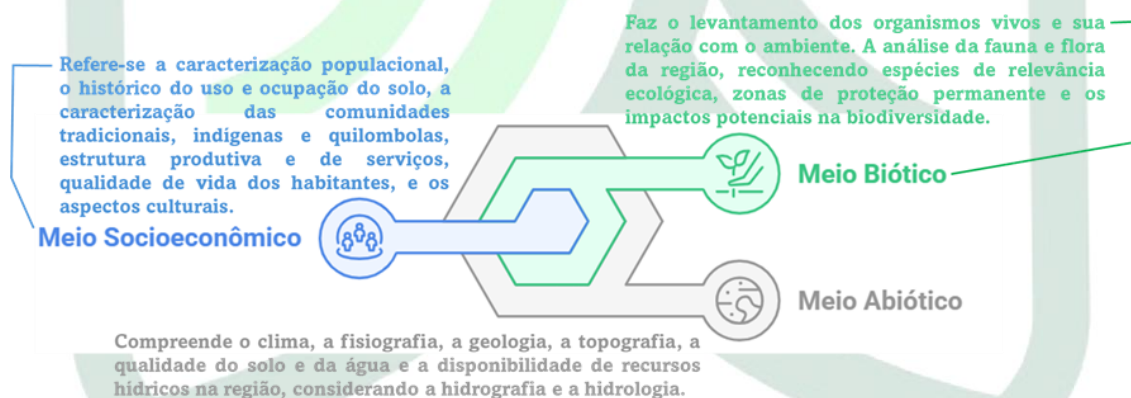 Faz o levantamento dos organismos vivos e sua
relação com o ambiente. A análise da fauna e flora
da região, reconhecendo espécies de relevância
ecológica, zonas de proteção permanente e os
impactos potenciais na biodiversidade.
Refere-se a caracterização populacional,
o histórico do uso e ocupação do solo, a
caracterização das comunidades
tradicionais, indígenas e quilombolas,
estrutura produtiva e de serviços,
qualidade de vida dos habitantes, e os
aspectos culturais.
Meio Biótico
Meio Socioeconômico
Meio Abiótico
Compreende o clima, a fisiografia, a geologia, a topografia, a
qualidade do solo e da água e a disponibilidade de recursos
hídricos na região, considerando a hidrografia e a hidrologia.